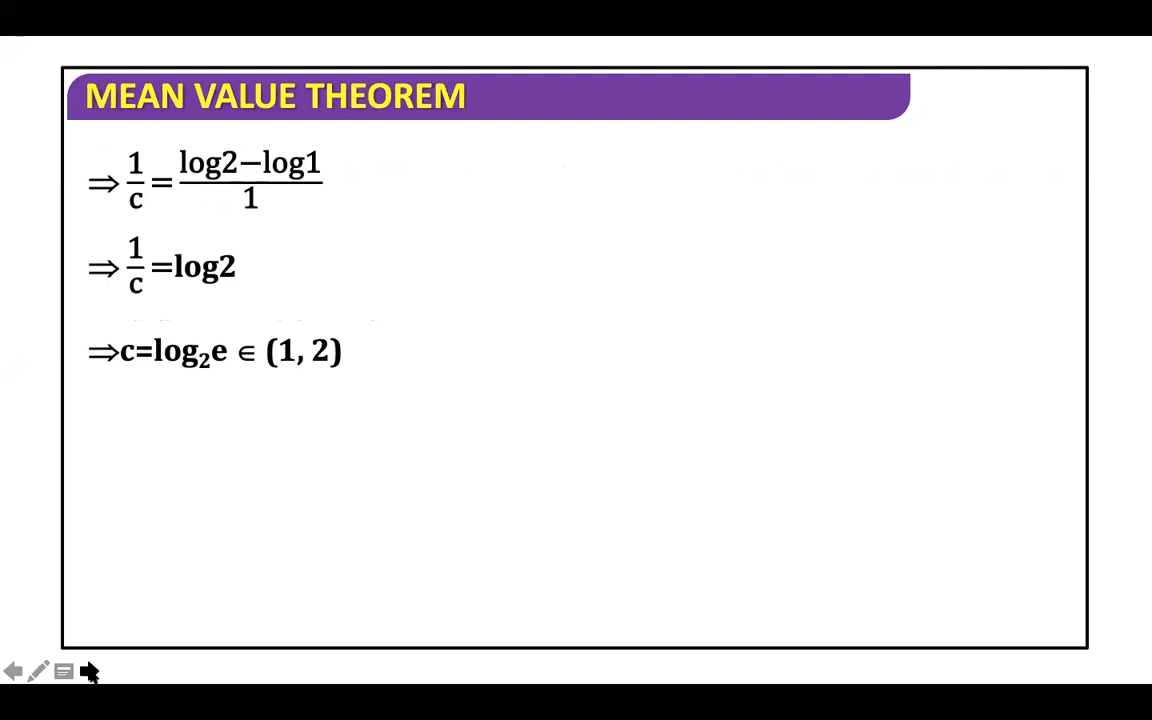 MEAN VALUE THEOREM
⇒ 1/c = (log2−log1)/1
⇒ 1/c =log2
⇒c=log₂e ∈ (1, 2)